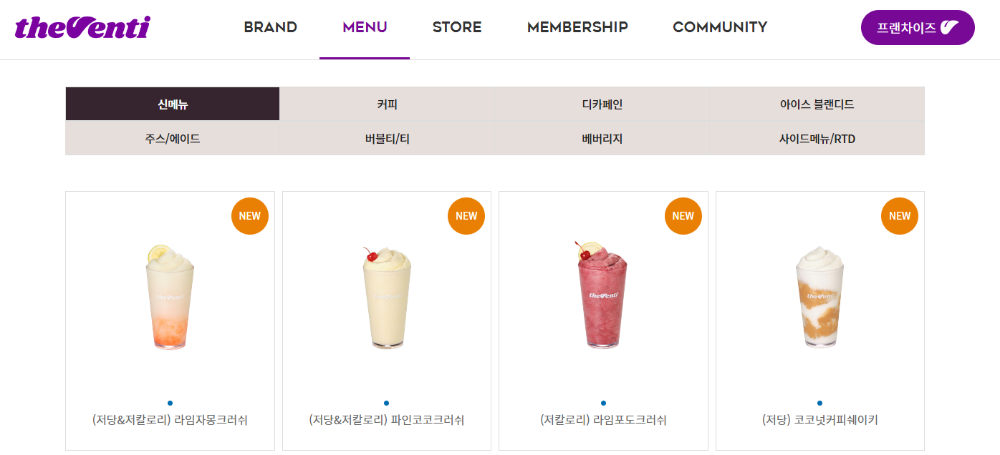 theVenti
BRAND
MENU
STORE
MEMBERSHIP
COMMUNITY
프랜차이즈
신메뉴
커피
디카페인
아이스 블랜디드
주스/에이드
버블티/티
베버리지
사이드메뉴/RTD
NEW
NEW
NEW
NEW
theVenti
theVenti
theVenti
theVenti
(저당&저칼로리) 라임자몽크러쉬
(저당&저칼로리) 파인코코크러쉬
(저칼로리) 라임포도크러쉬
(저당) 코코넛커피쉐이키